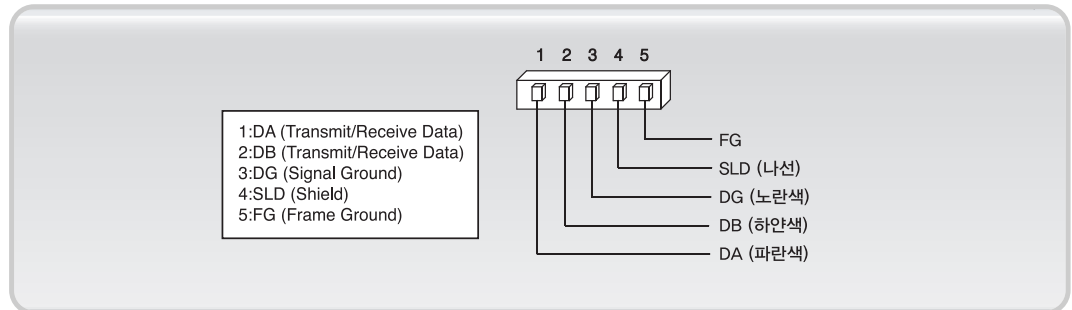 1 2 3 4 5
1:DA (Transmit/Receive Data)
2:DB (Transmit/Receive Data)
3:DG (Signal Ground)
4:SLD (Shield)
5:FG (Frame Ground)
FG
SLD (나선)
DG (노란색)
DB (하얀색)
DA (파란색)